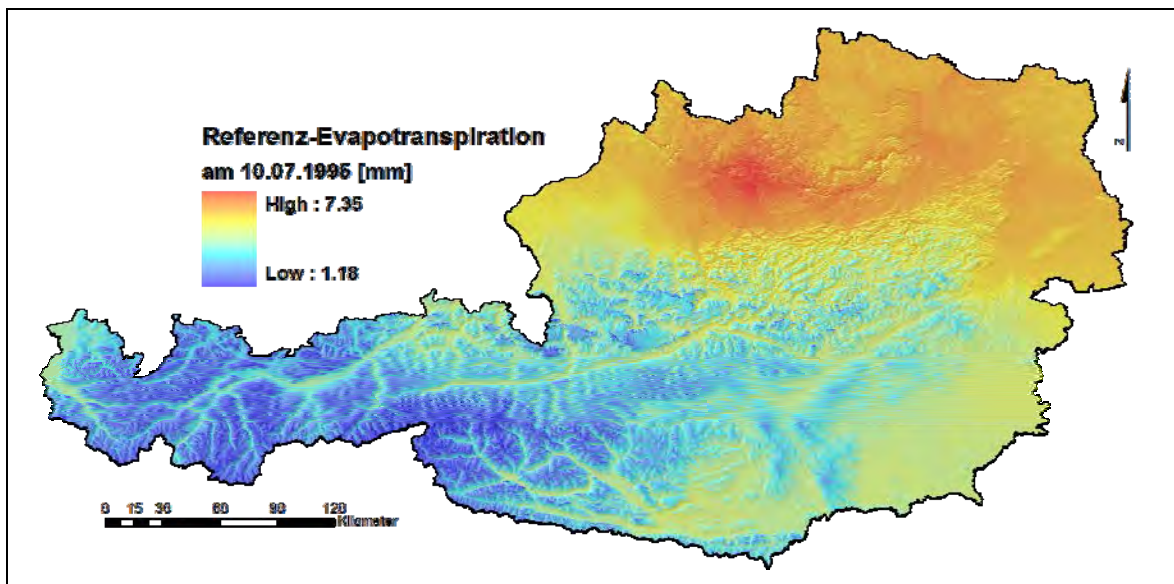 Referenz-Evapotranspiration
am 10.07.1995 [mm]
High : 7.35
Low : 1.18
N
0 15 30 60 90 120
Kilometer